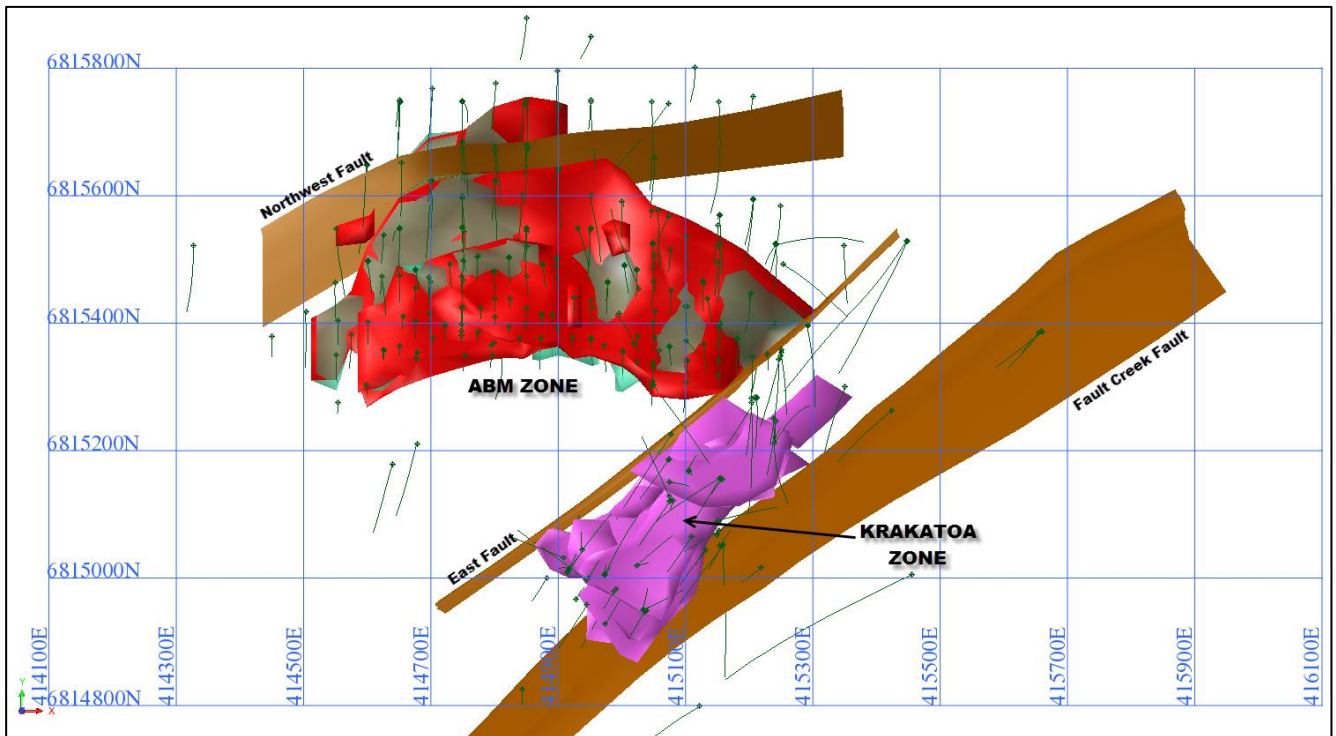 6815800N
Northwest Fault
6815600N
6815400N
ABM ZONE
Fault Creek Fault
6815200N
KRAKATOA
ZONE
East Fault
6815000N
414100E
414300E
414500E
414700E
414900E
415100E
415300E
415500E
415700E
415900E
416100E
6814800N
Y
X